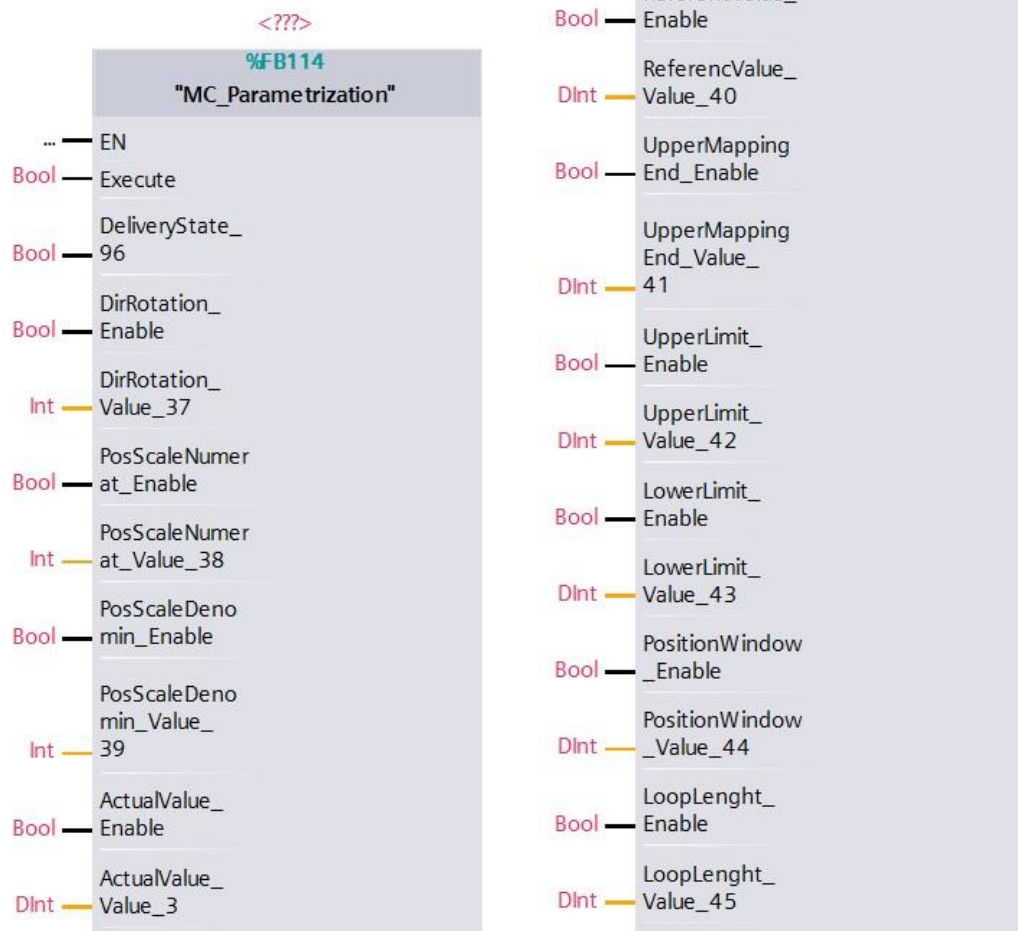 <???>
%FB114
"MC_Parametrization"
... EN
Bool Execute
DeliveryState_
Bool 96
DirRotation_
Bool Enable
DirRotation_
Int Value_37
PosScaleNumer
Bool at_Enable
PosScaleNumer
Int at_Value_38
PosScaleDeno
Bool min_Enable
PosScaleDeno
min_Value_
Int 39
ActualValue_
Bool Enable
ActualValue_
DInt Value_3
Bool Enable
ReferencValue_
DInt Value_40
UpperMapping
Bool End_Enable
UpperMapping
End_Value_
DInt 41
UpperLimit_
Bool Enable
UpperLimit_
DInt Value_42
LowerLimit_
Bool Enable
LowerLimit_
DInt Value_43
PositionWindow
Bool _Enable
PositionWindow
DInt _Value_44
LoopLenght_
Bool Enable
LoopLenght_
DInt Value_45